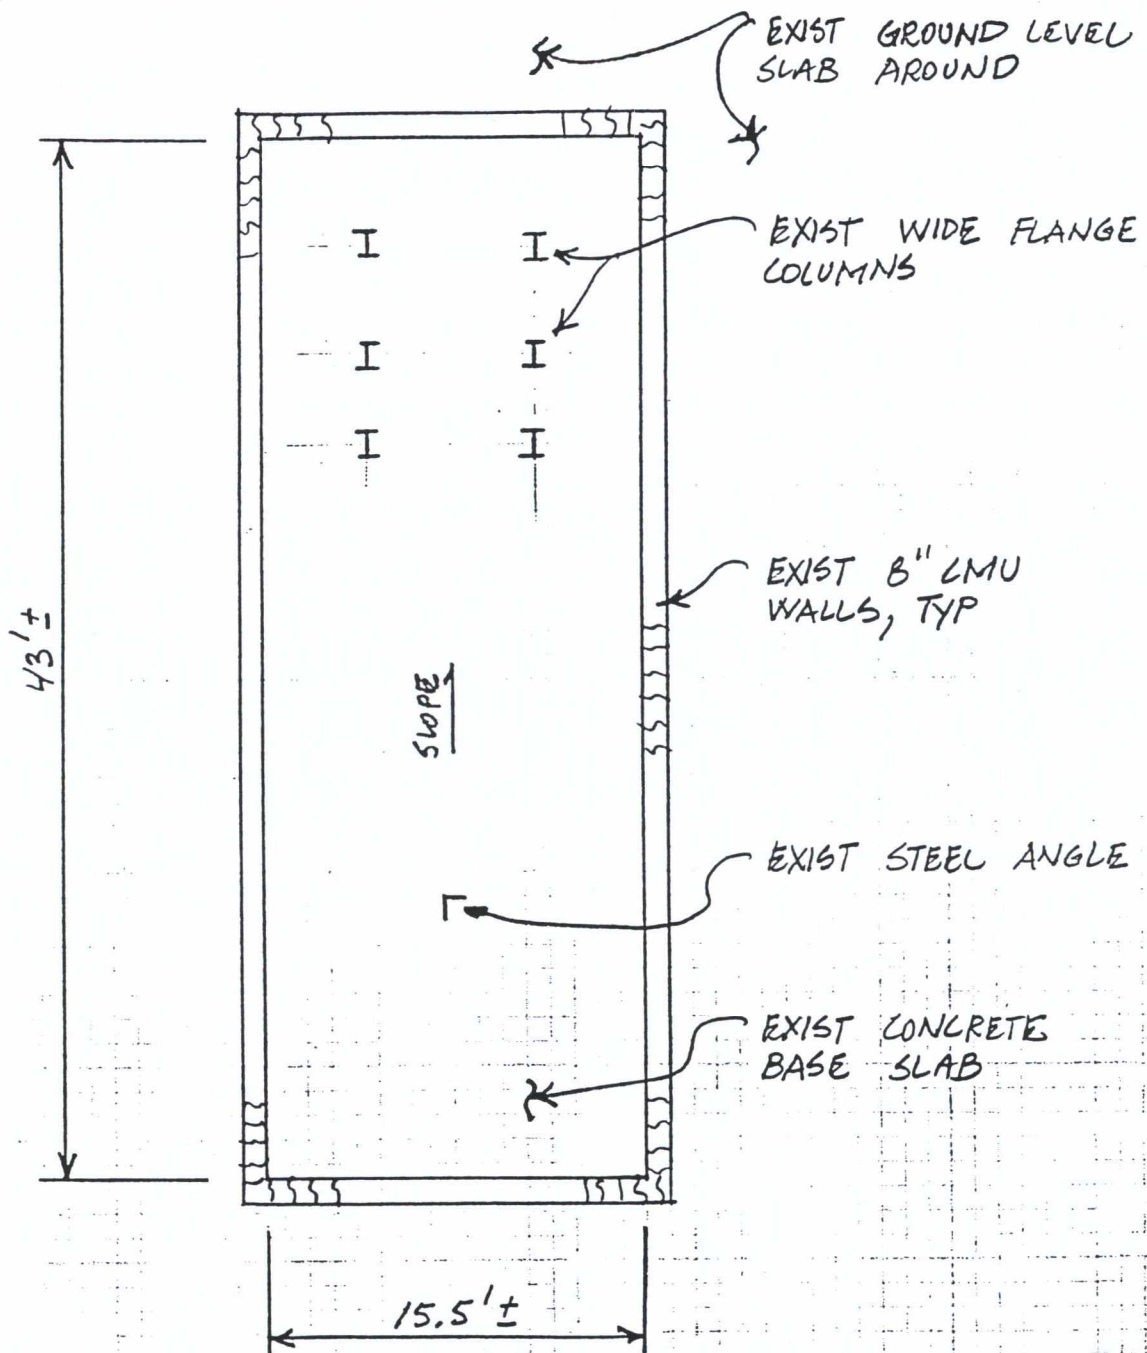 EXIST GROUND LEVEL
SLAB AROUND
EXIST WIDE FLANGE
COLUMNS
EXIST 8" CMU
WALLS, TYP
43'±
SLOPE
EXIST STEEL ANGLE
EXIST CONCRETE
BASE SLAB
15.5'±